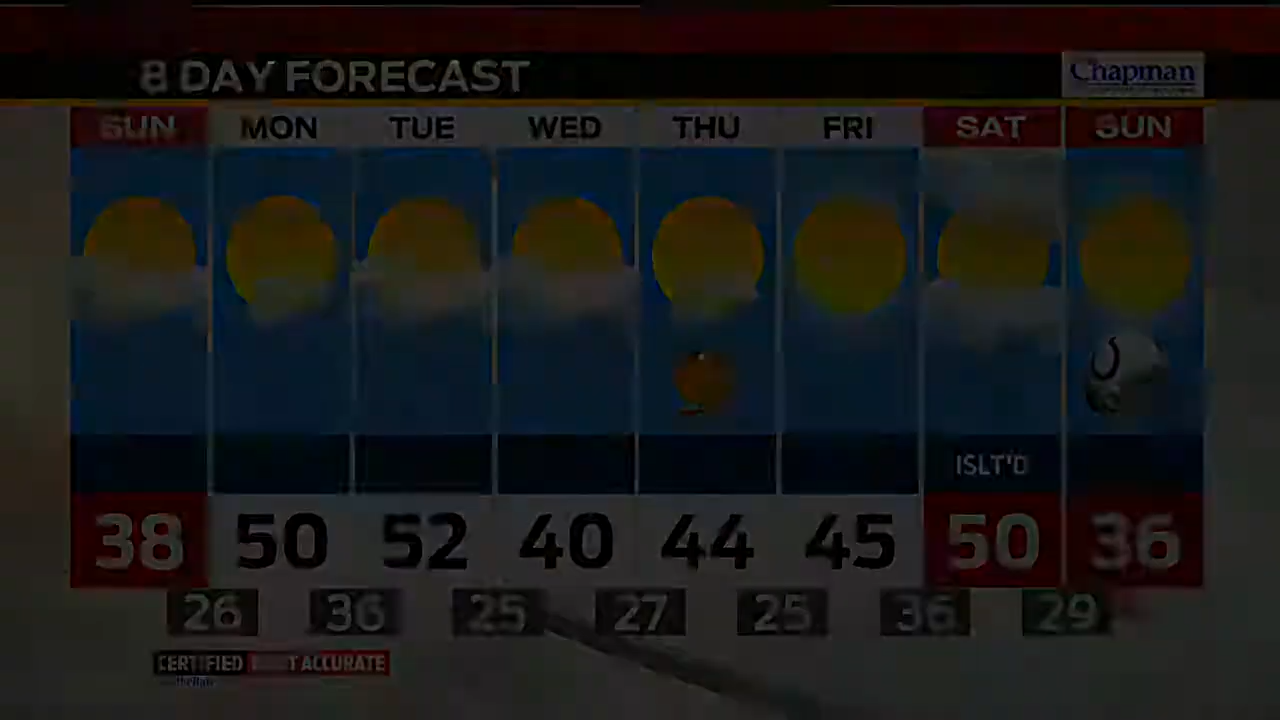 8 DAY FORECAST
Chapman
SUN MON TUE WED THU FRI SAT SUN
ISLT'D
38 50 52 40 44 45 50 36
26 36 25 27 25 36 29
CERTIFIED MOST ACCURATE